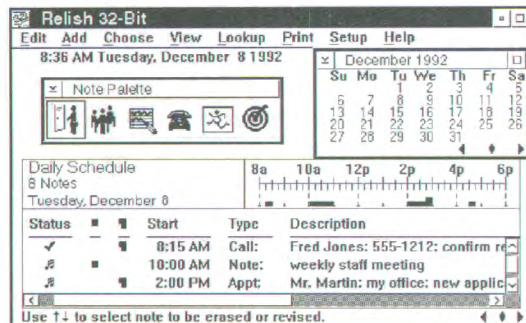 Relish 32-Bit
Edit Add Choose View Lookup Print Setup Help
8:36 AM Tuesday, December 8 1992
Note Palette
December 1992
Su Mo Tu We Th Fr Sa
1 2 3 4 5
6 7 8 9 10 11 12
13 14 15 16 17 18 19
20 21 22 23 24 25 26
27 28 29 30 31
Daily Schedule
8 Notes
Tuesday, December 8
8a 10a 12p 2p 4p 6p
Status Start Type Description
8:15 AM Call: Fred Jones: 555-1212: confirm re
10:00 AM Note: weekly staff meeting
2:00 PM Appt: Mr. Martin: my office: new applic
Use ↑↓ to select note to be erased or revised.